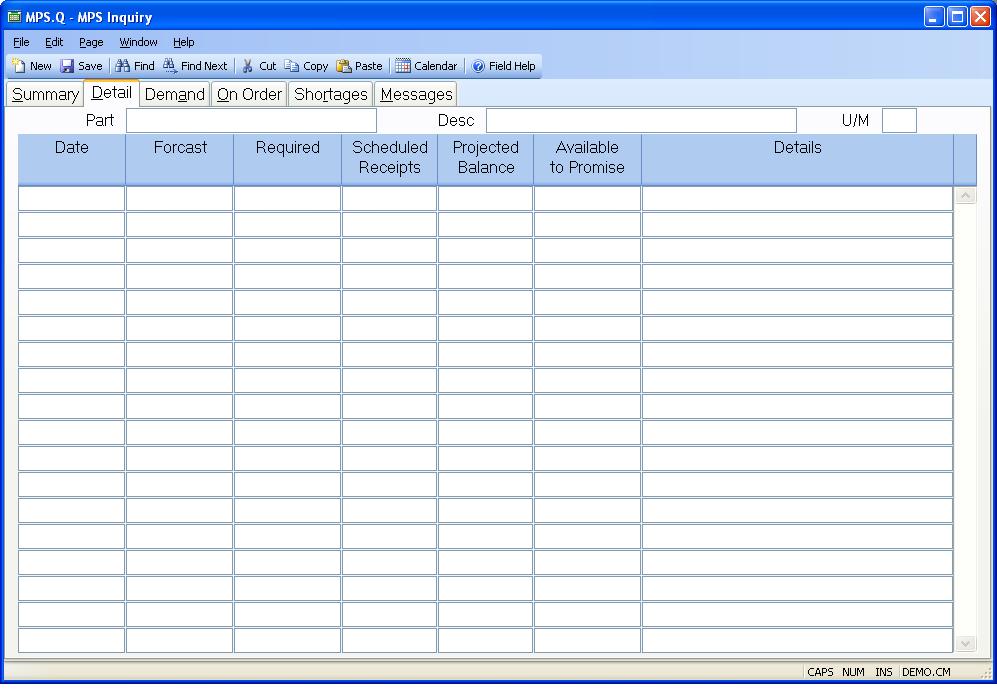 MPS.Q - MPS Inquiry
File Edit Page Window Help
New Save Find Find Next Cut Copy Paste Calendar Field Help
Summary Detail Demand On Order Shortages Messages
Part Desc U/M
Date Forcast Required Scheduled Receipts Projected Balance Available to Promise Details
CAPS NUM INS DEMO.CM